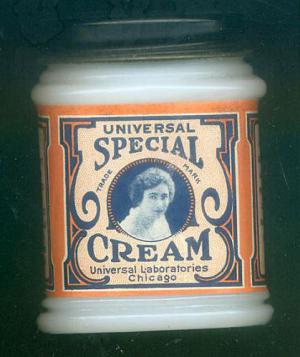 UNIVERSAL
SPECIAL
TRADE MARK
CREAM
Universal Laboratories
Chicago